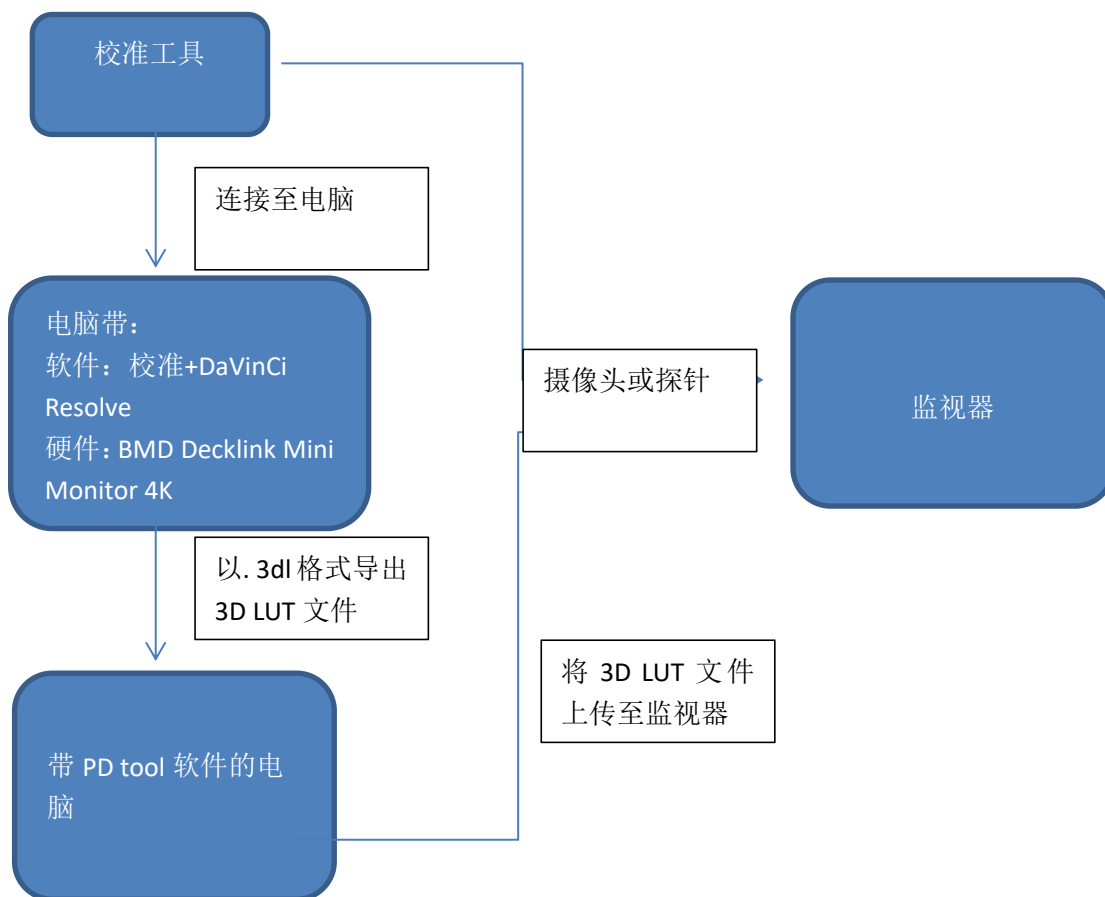 校准工具
连接至电脑
电脑带：
软件：校准+DaVinCi
Resolve
硬件：BMD Decklink Mini
Monitor 4K
摄像头或探针
监视器
以. 3dl 格式导出
3D LUT 文件
将 3D LUT 文件
上传至监视器
带 PD tool 软件的电
脑